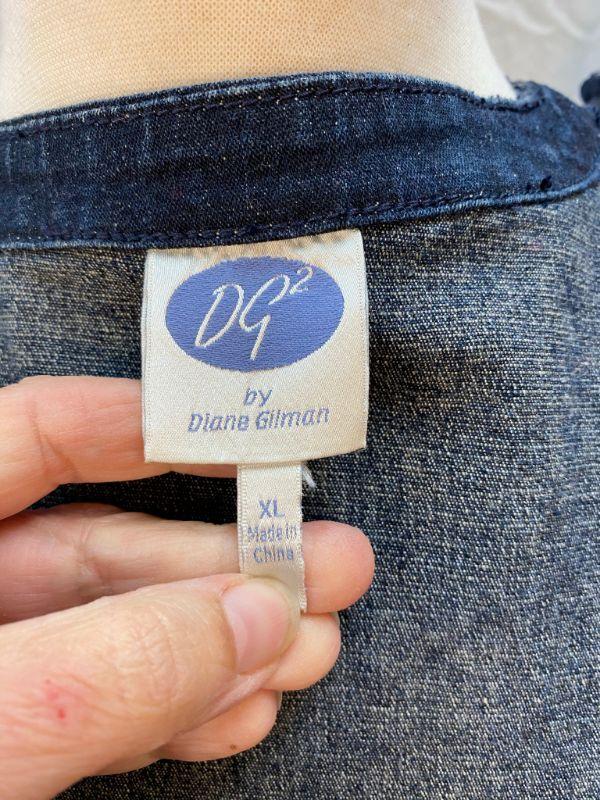 DG²
by
Diane Gilman
XL
Made in
China